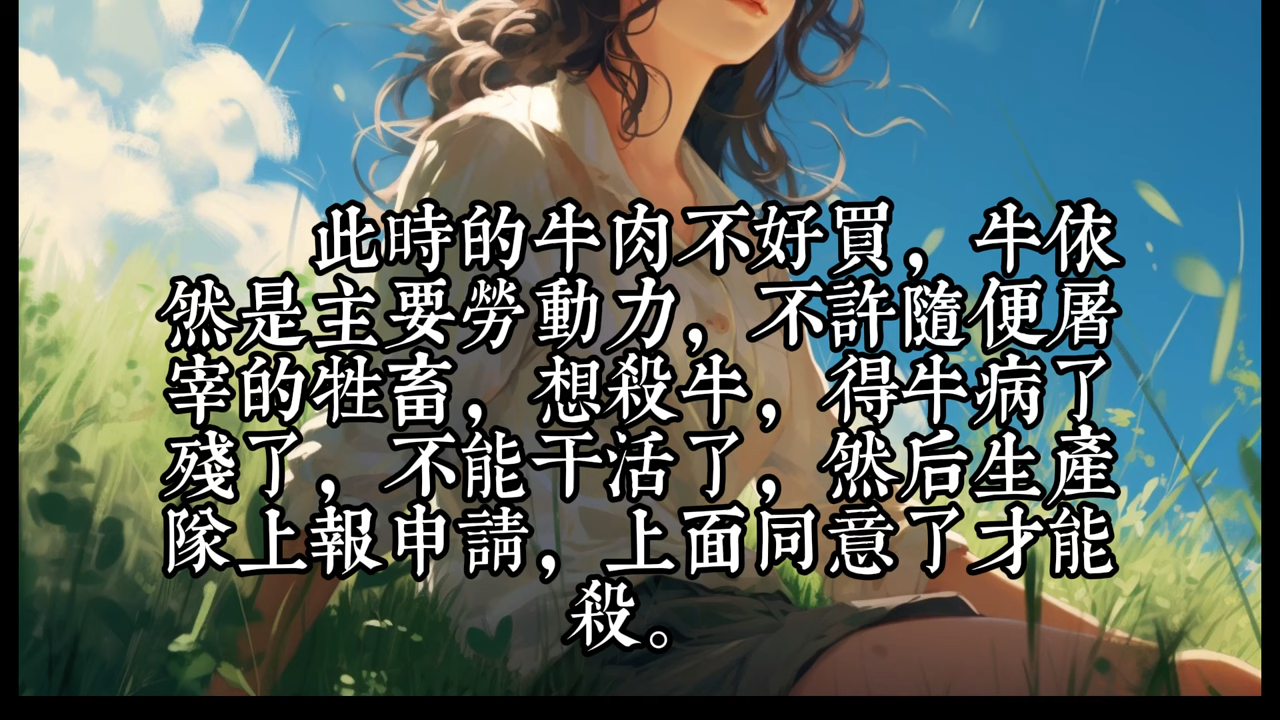 此時的牛肉不好買，牛依
然是主要勞動力，不許隨便屠
宰的牲畜，想殺牛，得牛病了
殘了，不能干活了，然后生產
隊上報申請，上面同意了才能
殺。